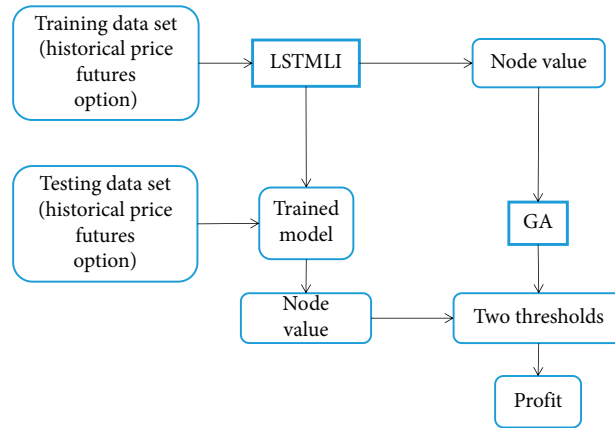 Training data set
(historical price
futures
option)
LSTMLI
Node value
Testing data set
(historical price
futures
option)
Trained
model
GA
Node
value
Two thresholds
Profit